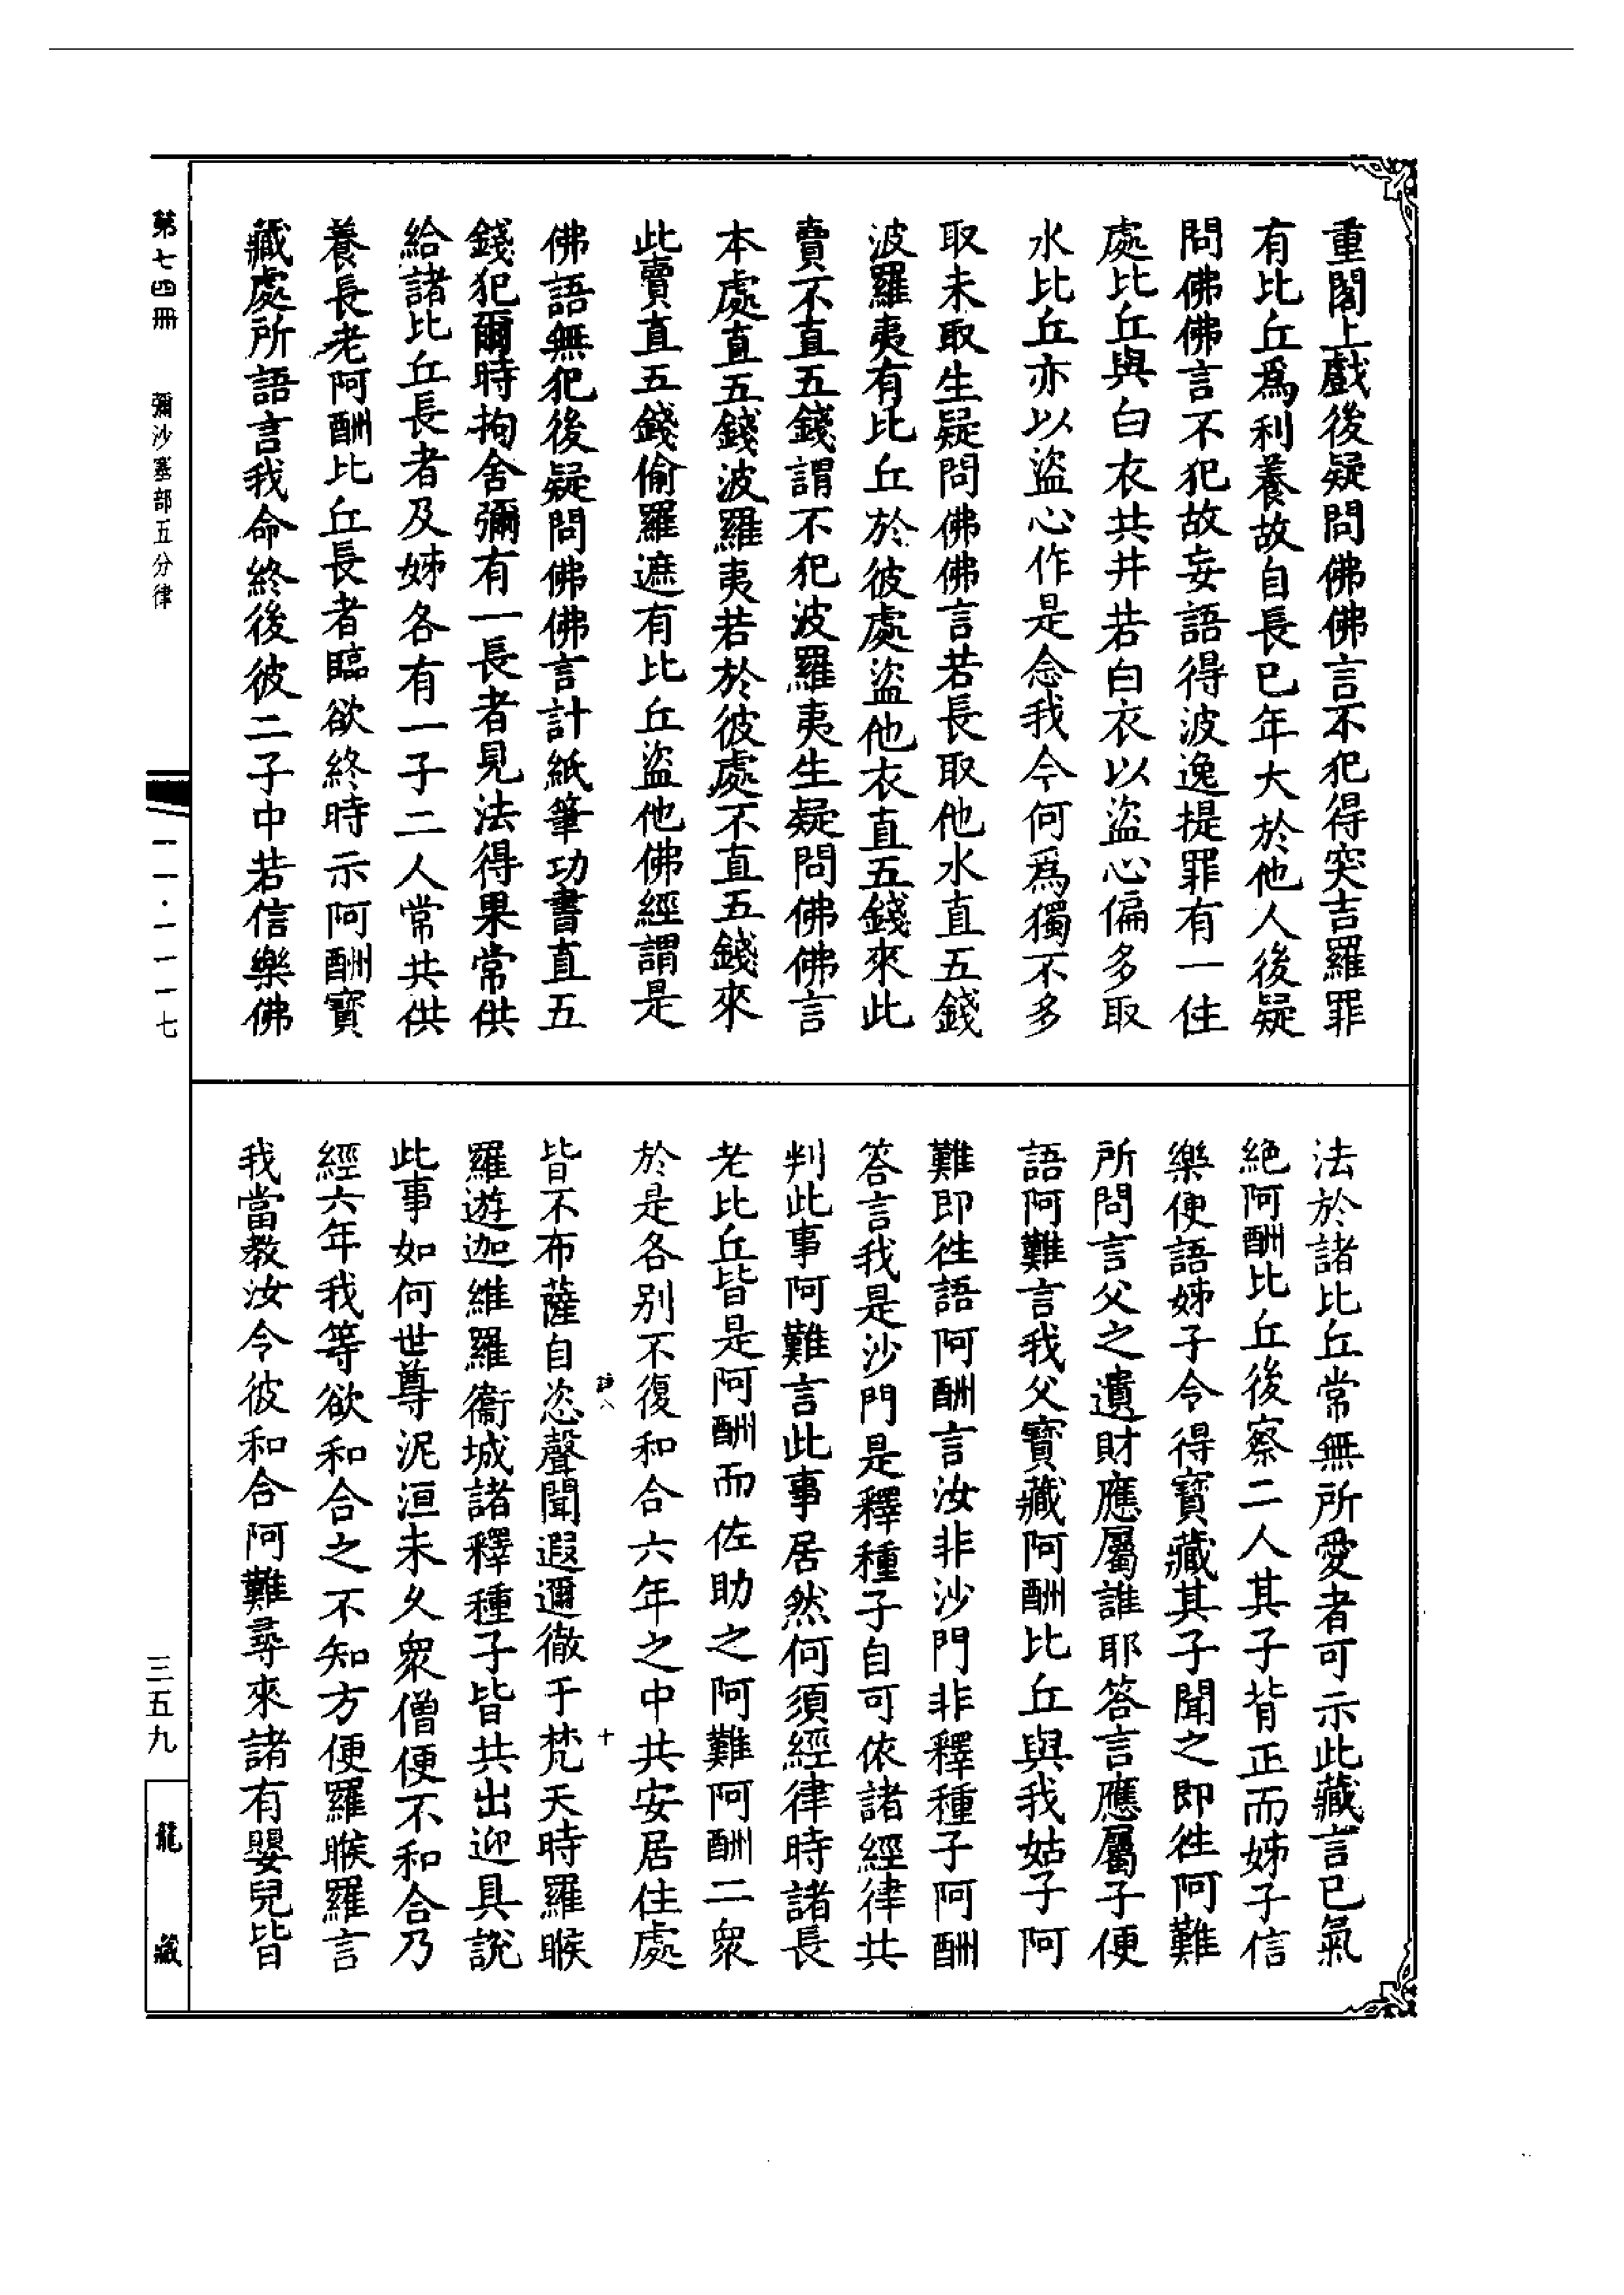 重閣上戲後疑問佛佛言不犯得突吉羅罪
有比丘爲利養故自長已年大於他人後疑
問佛佛言不犯故妄語得波逸提罪有一住
處比丘與白衣共井若白衣以盜心偏多取
水比丘亦以盜心作是念我今何爲獨不多
取未取生疑問佛佛言若長取他水直五錢
波羅夷有比丘於彼處盜他衣直五錢來此
賣不直五錢謂不犯波羅夷生疑問佛佛言
本處直五錢波羅夷若於彼處不直五錢來
此賣直五錢偷羅遮有比丘盜他佛經謂是
佛語無犯後疑問佛佛言計紙筆功書直五
錢犯爾時拘舍彌有一長者見法得果常供
給諸比丘長者及姊各有一子二人常共供
養長老阿酬比丘長者臨欲終時示阿酬寶
藏處所語言我命終後彼二子中若信樂佛
法於諸比丘常無所愛者可示此藏言已氣
絕阿酬比丘後察二人其子背正而姊子信
樂便語姊子令得寶藏其子聞之即徃阿難
所問言父之遺財應屬誰耶答言應屬子便
語阿難言我父寶藏阿酬比丘與我姑子阿
難即徃語阿酬言汝非沙門非釋種子阿酬
答言我是沙門是釋種子自可依諸經律共
判此事阿難言此事居然何須經律時諸長
老比丘皆是阿酬而佐助之阿難阿酬二衆
於是各別不復和合六年之中共安居住處
皆不布薩自恣聲聞遐邇徹于梵天時羅睺
羅遊迦維羅衞城諸釋種子皆共出迎具說
此事如何世尊泥洹未久衆僧便不和合乃
經六年我等欲和合之不知方便羅睺羅言
我當教汝令彼和合阿難尋來諸有嬰兒皆
十
第七四冊 彌沙塞部五分律
一一·一一一七
三五九
龍藏